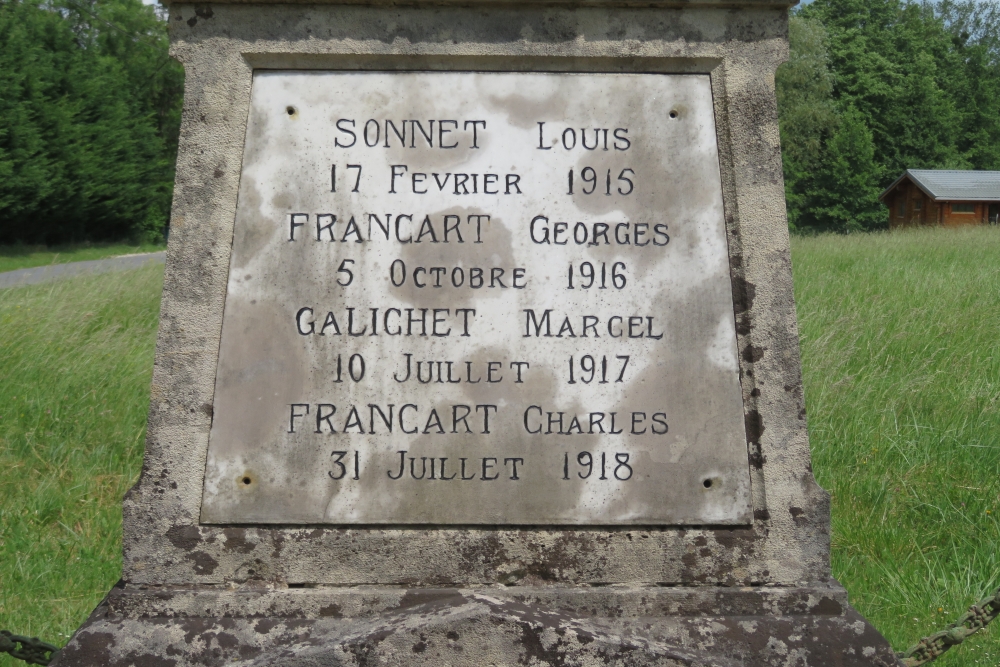 SONNET Louis
17 Fevrier 1915
FRANCART Georges
5 Octobre 1916
GALICHET Marcel
10 Juillet 1917
FRANCART Charles
31 Juillet 1918